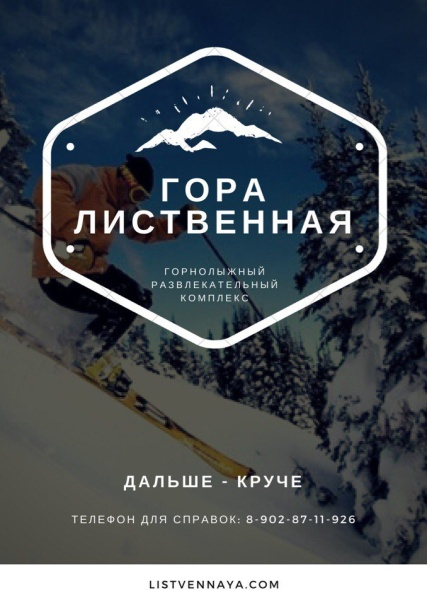 ГОРА
ЛИСТВЕННАЯ
ГОРНОЛЫЖНЫЙ
РАЗВЛЕКАТЕЛЬНЫЙ
КОМПЛЕКС
ДАЛЬШЕ - КРУЧЕ
ТЕЛЕФОН ДЛЯ СПРАВОК: 8-902-87-11-926
LISTVENNAYA.COM